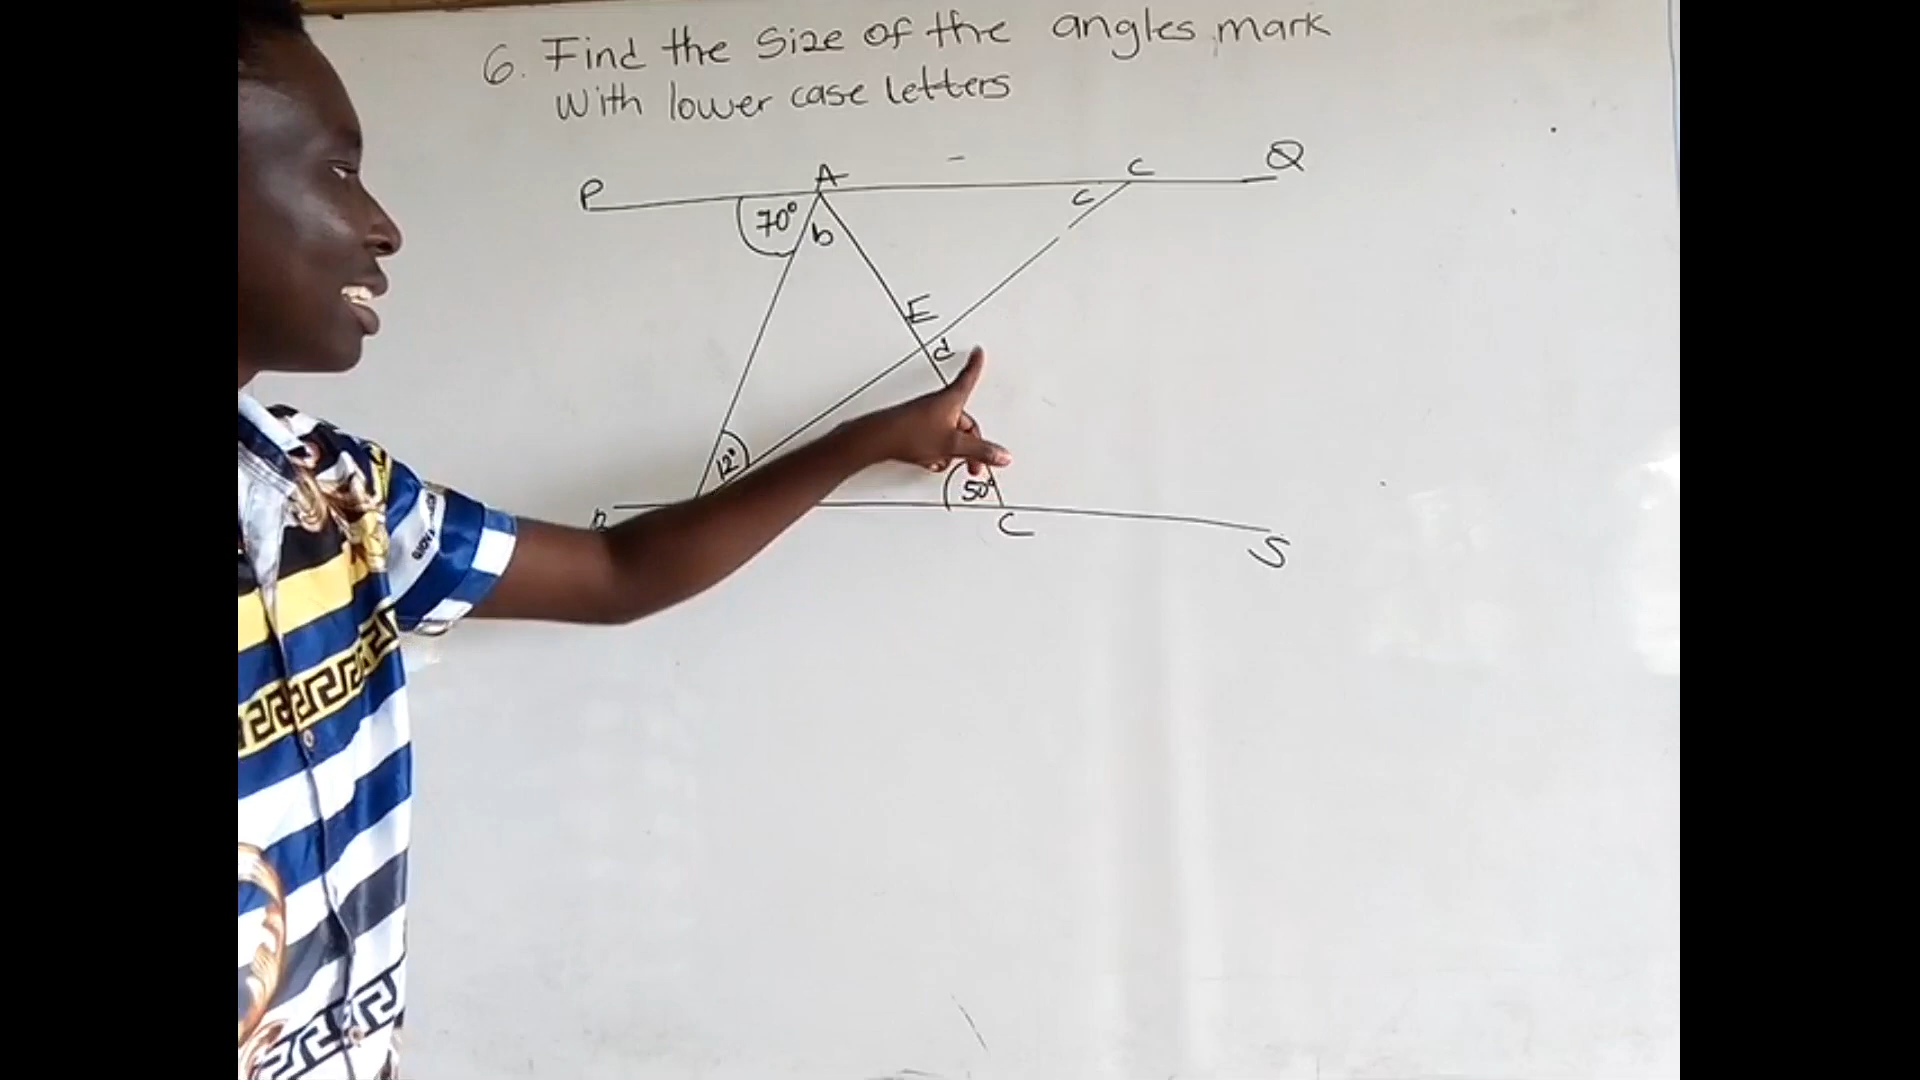 6. Find the Size of the angles mark
With lower case letters
P A C Q
70° b c
E
d
12°
50°
C
S